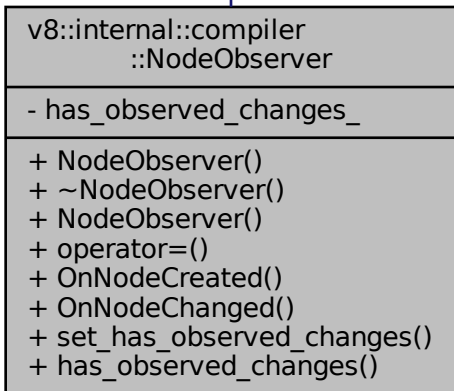 v8::internal::compiler
::NodeObserver
- has_observed_changes_
+ NodeObserver()
+ ~NodeObserver()
+ NodeObserver()
+ operator=()
+ OnNodeCreated()
+ OnNodeChanged()
+ set_has_observed_changes()
+ has_observed_changes()